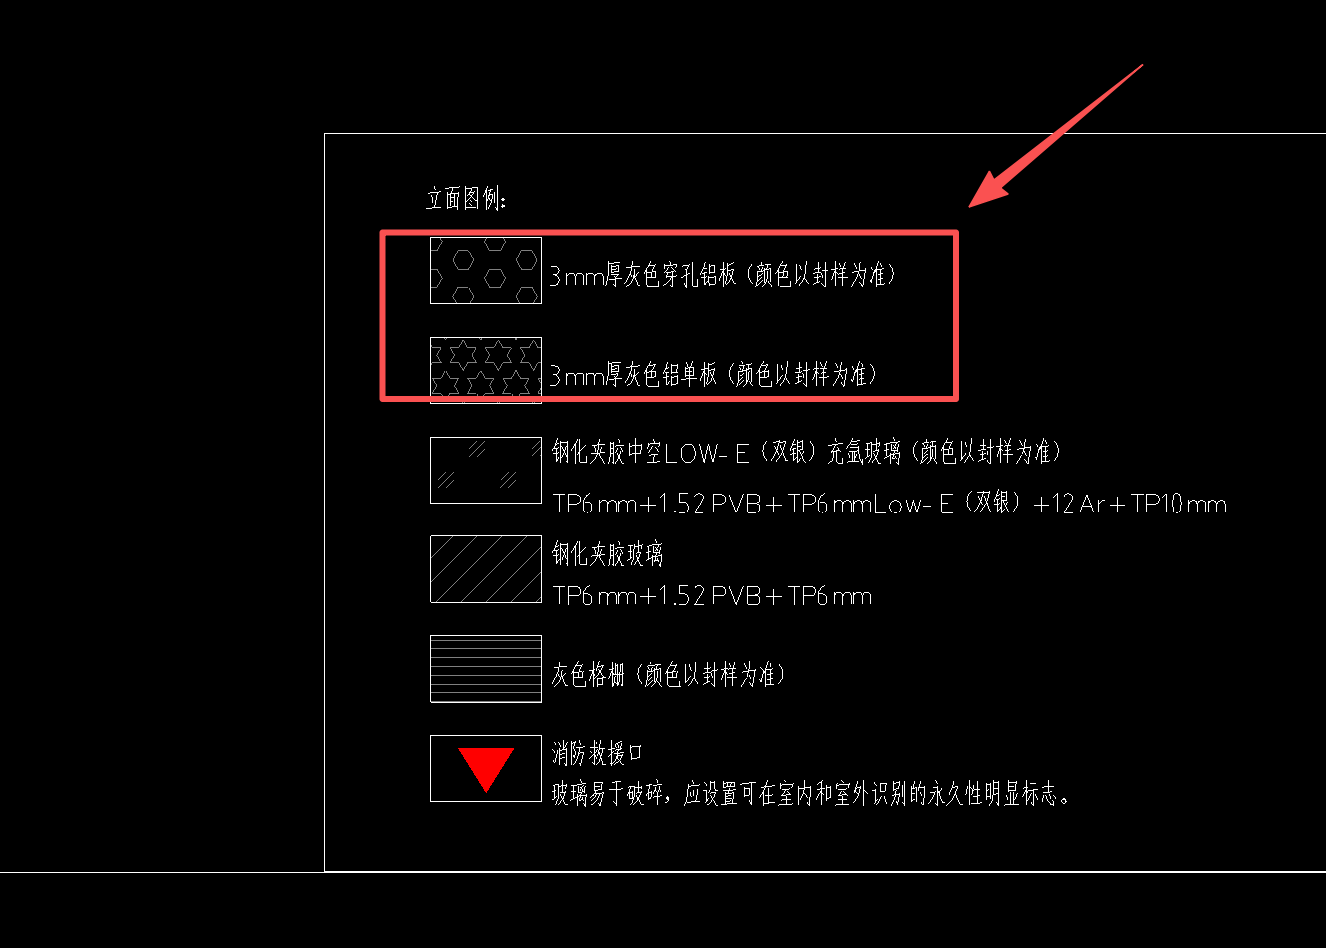 立面图例：
3mm厚灰色穿孔铝板（颜色以封样为准）
3mm厚灰色铝单板（颜色以封样为准）
钢化夹胶中空LOW-E（双银）充氩玻璃（颜色以封样为准）
TP6mm+1.52PVB+TP6mmLow-E（双银）+12Ar+TP10mm
钢化夹胶玻璃
TP6mm+1.52PVB+TP6mm
灰色格栅（颜色以封样为准）
消防救援口
玻璃易于破碎，应设置可在室内和室外识别的永久性明显标志。